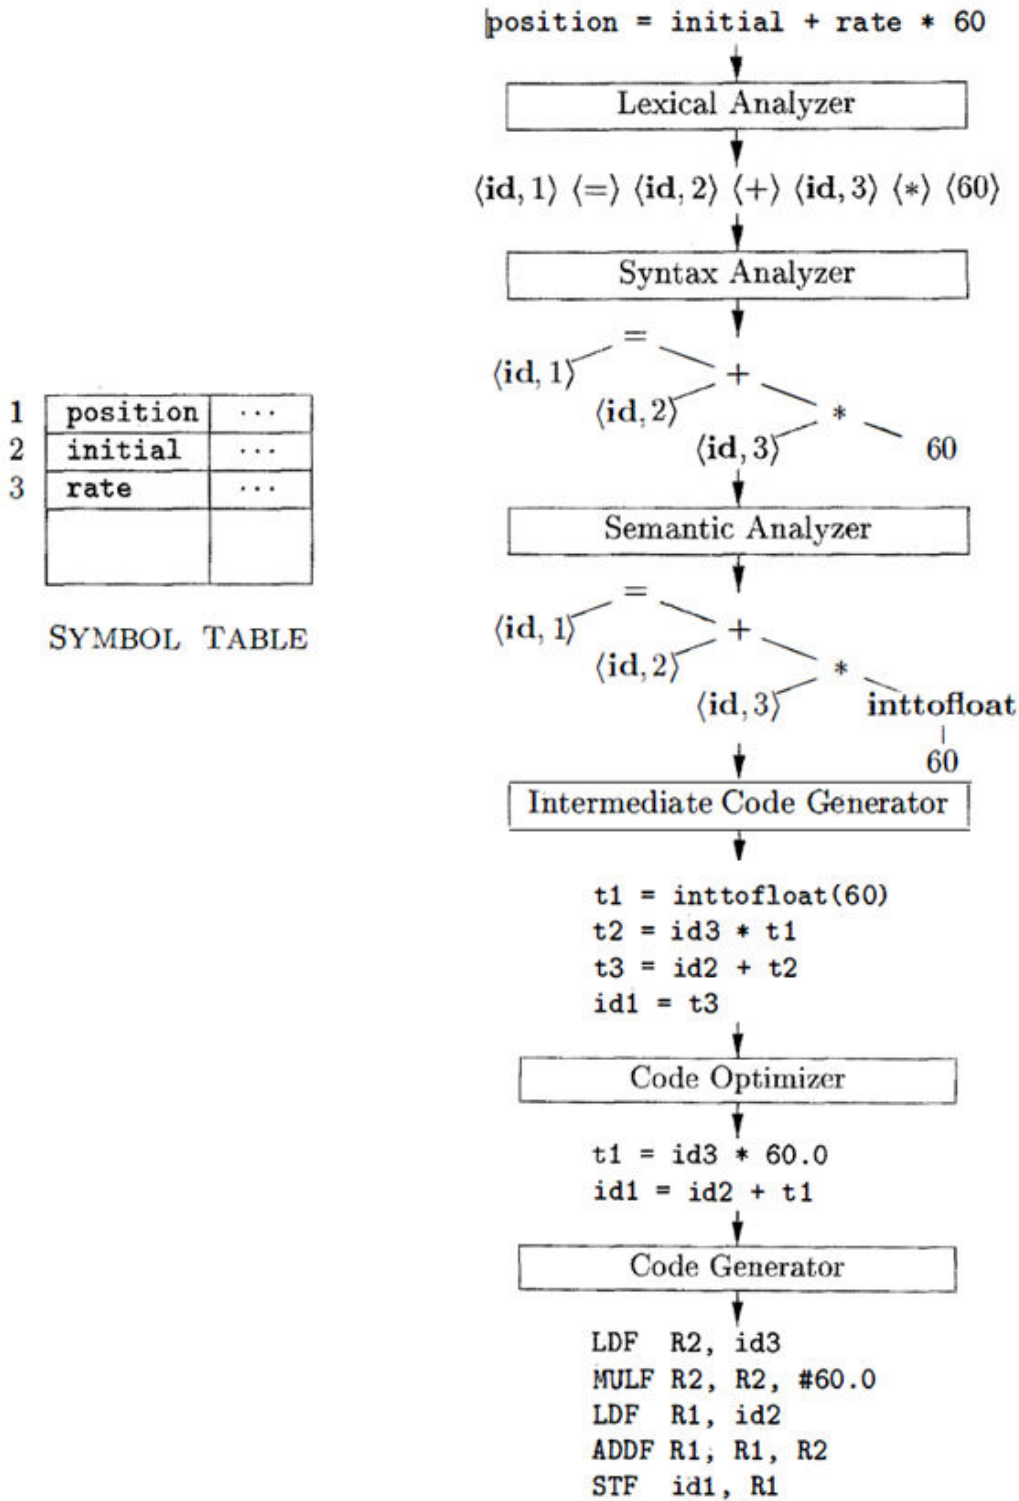 position = initial + rate * 60
Lexical Analyzer
⟨id, 1⟩ ⟨=⟩ ⟨id, 2⟩ ⟨+⟩ ⟨id, 3⟩ ⟨*⟩ ⟨60⟩
Syntax Analyzer
=
⟨id, 1⟩ +
⟨id, 2⟩ *
⟨id, 3⟩ 60
1 position ···
2 initial ···
3 rate ···
SYMBOL TABLE
Semantic Analyzer
=
⟨id, 1⟩ +
⟨id, 2⟩ *
⟨id, 3⟩ inttofloat
60
Intermediate Code Generator
t1 = inttofloat(60)
t2 = id3 * t1
t3 = id2 + t2
id1 = t3
Code Optimizer
t1 = id3 * 60.0
id1 = id2 + t1
Code Generator
LDF R2, id3
MULF R2, R2, #60.0
LDF R1, id2
ADDF R1, R1, R2
STF id1, R1